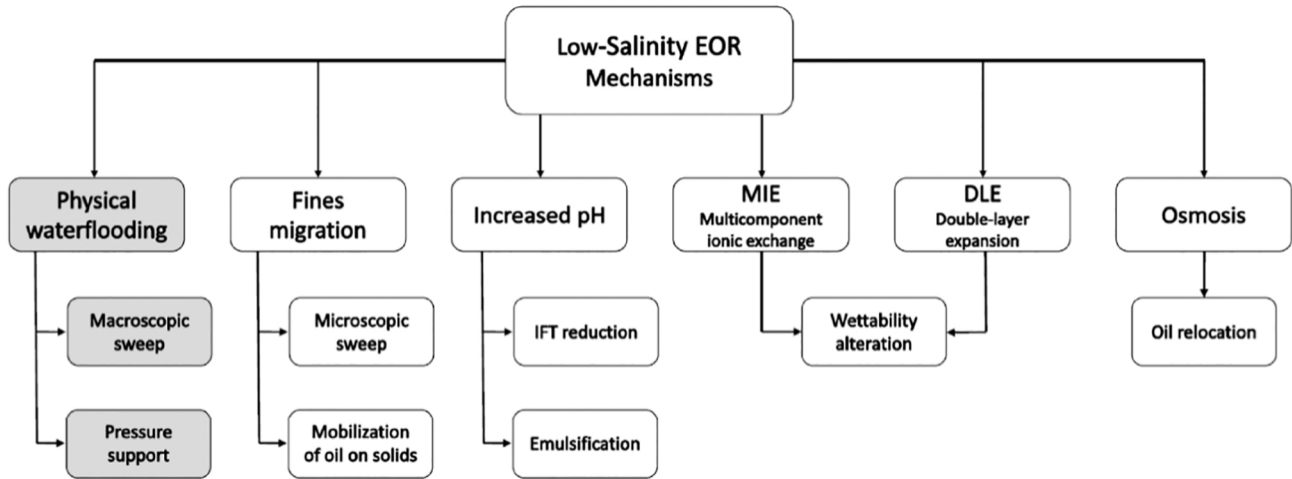 Low-Salinity EOR
Mechanisms
Physical
waterflooding
Fines
migration
Increased pH
MIE
Multicomponent
ionic exchange
DLE
Double-layer
expansion
Osmosis
Macroscopic
sweep
Microscopic
sweep
IFT reduction
Wettability
alteration
Oil relocation
Pressure
support
Mobilization
of oil on solids
Emulsification